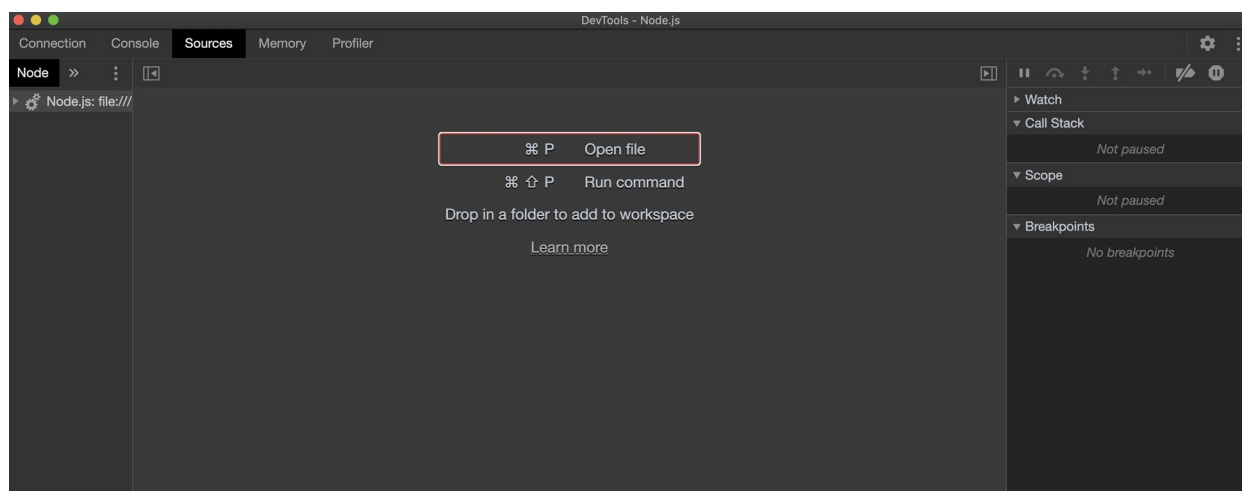 DevTools - Node.js
Connection Console Sources Memory Profiler
Node »
Node.js: file:///
⌘ P Open file
⌘ ⇧ P Run command
Drop in a folder to add to workspace
Learn more
Watch
Call Stack
Not paused
Scope
Not paused
Breakpoints
No breakpoints